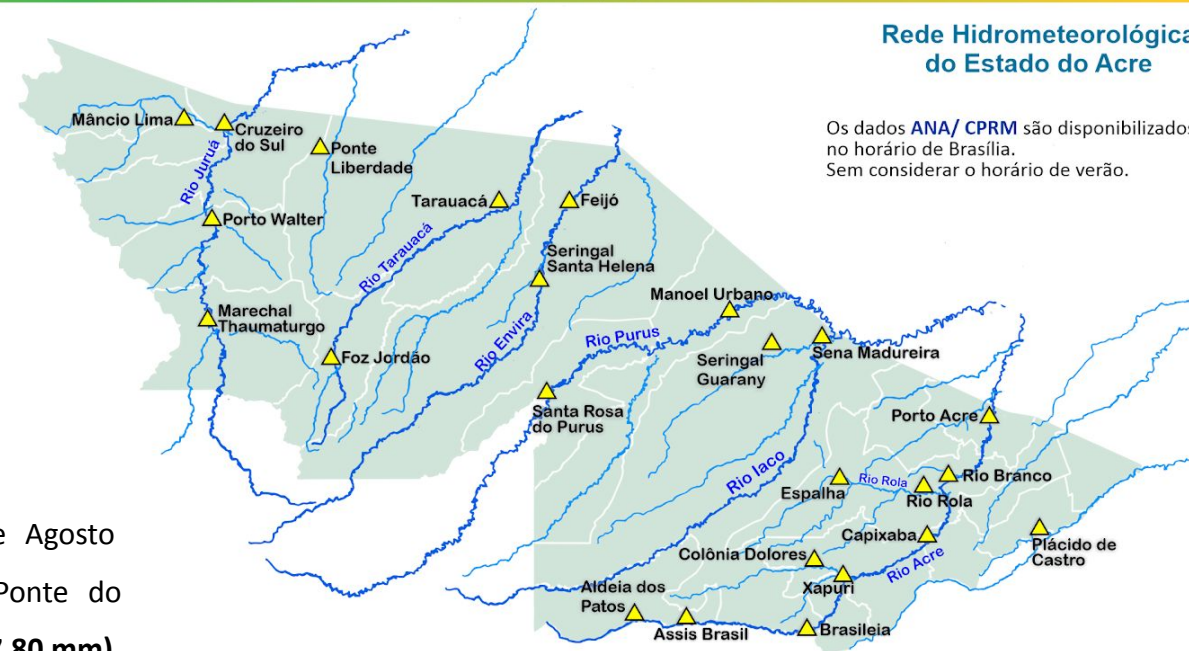 Rede Hidrometeorológica
do Estado do Acre
Os dados ANA/ CPRM são disponibilizados
no horário de Brasília.
Sem considerar o horário de verão.
Mâncio Lima
Cruzeiro
do Sul
Ponte
Liberdade
Rio Juruá
Tarauacá
Feijó
Porto Walter
Rio Tarauacá
Seringal
Santa Helena
Manoel Urbano
Marechal
Thaumaturgo
Rio Envira
Rio Purus
Foz Jordão
Seringal
Guarany
Sena Madureira
Santa Rosa
do Purus
Porto Acre
Rio Iaco
Espalha
Rio Rola
Rio Branco
Rio Rola
Capixaba
Plácido de
Castro
Colônia Dolores
Rio Acre
Xapuri
Aldeia dos
Patos
Assis Brasil
Brasileia
Agosto
Ponte do
80 mm)